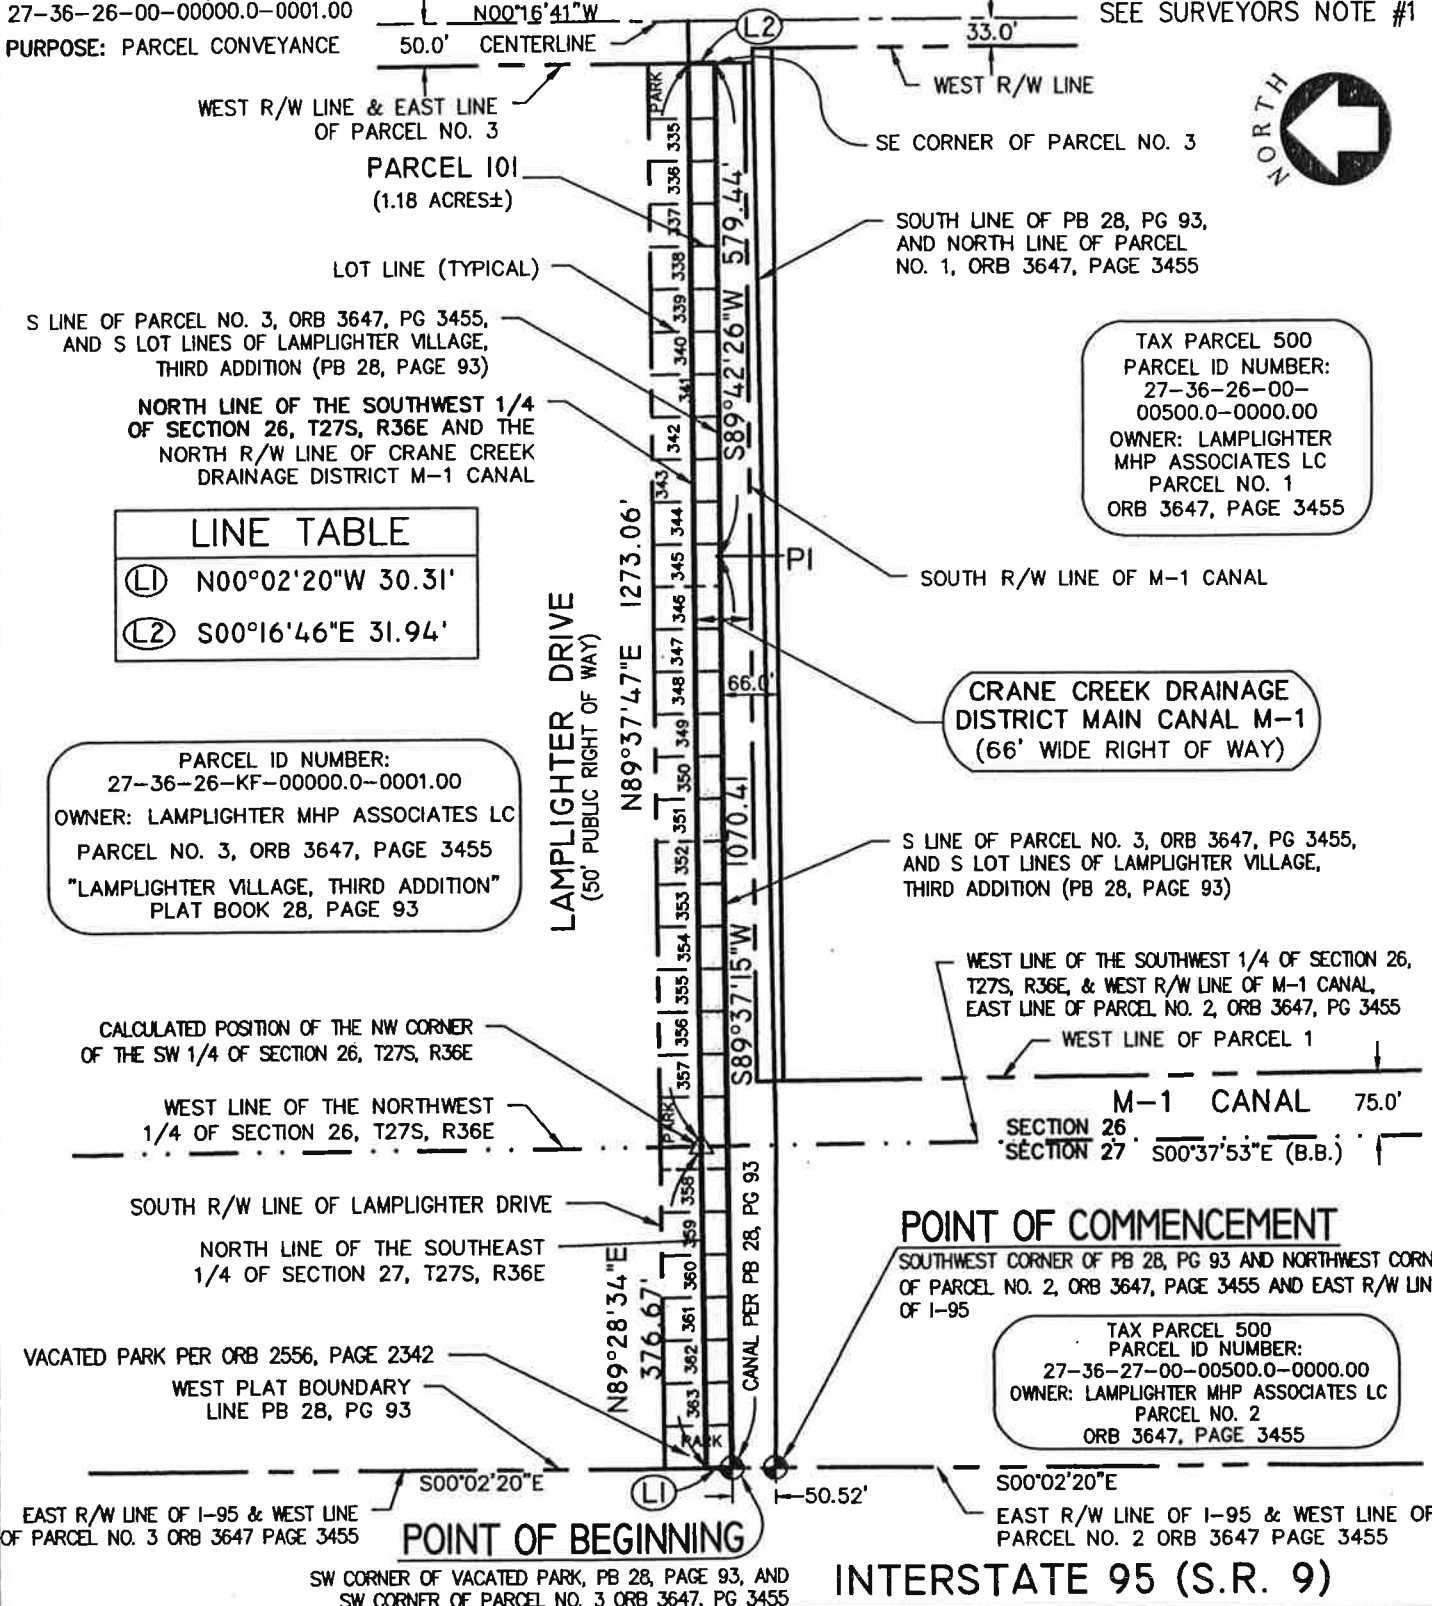 27-36-26-00-00000.0-0001.00
PURPOSE: PARCEL CONVEYANCE
N00°16'41"W
50.0'
CENTERLINE
L2
33.0'
SEE SURVEYORS NOTE #1
WEST R/W LINE
WEST R/W LINE & EAST LINE
OF PARCEL NO. 3
NORTH
SE CORNER OF PARCEL NO. 3
PARCEL 101
(1.18 ACRES±)
SOUTH LINE OF PB 28, PG 93,
AND NORTH LINE OF PARCEL
NO. 1, ORB 3647, PAGE 3455
LOT LINE (TYPICAL)
S LINE OF PARCEL NO. 3, ORB 3647, PG 3455,
AND S LOT LINES OF LAMPLIGHTER VILLAGE,
THIRD ADDITION (PB 28, PAGE 93)
TAX PARCEL 500
PARCEL ID NUMBER:
27-36-26-00-
00500.0-0000.00
OWNER: LAMPLIGHTER
MHP ASSOCIATES LC
PARCEL NO. 1
ORB 3647, PAGE 3455
NORTH LINE OF THE SOUTHWEST 1/4
OF SECTION 26, T27S, R36E AND THE
NORTH R/W LINE OF CRANE CREEK
DRAINAGE DISTRICT M-1 CANAL
LINE TABLE
L1 N00°02'20"W 30.31'
L2 S00°16'46"E 31.94'
PARK
335
336
337
338
339
340
341
342
343
344
345
346
347
348
349
350
351
352
353
354
355
356
357
PARK
358
359
360
361
362
363
PARK
S89°42'26"W 579.44'
PI
SOUTH R/W LINE OF M-1 CANAL
N89°37'47"E 1273.06'
LAMPLIGHTER DRIVE
(50' PUBLIC RIGHT OF WAY)
66.0'
CRANE CREEK DRAINAGE
DISTRICT MAIN CANAL M-1
(66' WIDE RIGHT OF WAY)
PARCEL ID NUMBER:
27-36-26-KF-00000.0-0001.00
OWNER: LAMPLIGHTER MHP ASSOCIATES LC
PARCEL NO. 3, ORB 3647, PAGE 3455
"LAMPLIGHTER VILLAGE, THIRD ADDITION"
PLAT BOOK 28, PAGE 93
S89°37'15"W 1070.41
S LINE OF PARCEL NO. 3, ORB 3647, PG 3455,
AND S LOT LINES OF LAMPLIGHTER VILLAGE,
THIRD ADDITION (PB 28, PAGE 93)
WEST LINE OF THE SOUTHWEST 1/4 OF SECTION 26,
T27S, R36E, & WEST R/W LINE OF M-1 CANAL,
EAST LINE OF PARCEL NO. 2, ORB 3647, PG 3455
CALCULATED POSITION OF THE NW CORNER
OF THE SW 1/4 OF SECTION 26, T27S, R36E
WEST LINE OF PARCEL 1
M-1 CANAL 75.0'
WEST LINE OF THE NORTHWEST
1/4 OF SECTION 26, T27S, R36E
SECTION 26
SECTION 27
S00°37'53"E (B.B.)
SOUTH R/W LINE OF LAMPLIGHTER DRIVE
NORTH LINE OF THE SOUTHEAST
1/4 OF SECTION 27, T27S, R36E
CANAL PER PB 28, PG 93
POINT OF COMMENCEMENT
SOUTHWEST CORNER OF PB 28, PG 93 AND NORTHWEST CORN
OF PARCEL NO. 2, ORB 3647, PAGE 3455 AND EAST R/W LIN
OF I-95
N89°28'34"E
376.67'
VACATED PARK PER ORB 2556, PAGE 2342
WEST PLAT BOUNDARY
LINE PB 28, PG 93
TAX PARCEL 500
PARCEL ID NUMBER:
27-36-27-00-00500.0-0000.00
OWNER: LAMPLIGHTER MHP ASSOCIATES LC
PARCEL NO. 2
ORB 3647, PAGE 3455
S00°02'20"E
L1
50.52'
S00°02'20"E
EAST R/W LINE OF I-95 & WEST LINE
OF PARCEL NO. 3 ORB 3647 PAGE 3455
EAST R/W LINE OF I-95 & WEST LINE OF
PARCEL NO. 2 ORB 3647 PAGE 3455
POINT OF BEGINNING
SW CORNER OF VACATED PARK, PB 28, PAGE 93, AND
SW CORNER OF PARCEL NO. 3 ORB 3647, PG 3455
INTERSTATE 95 (S.R. 9)